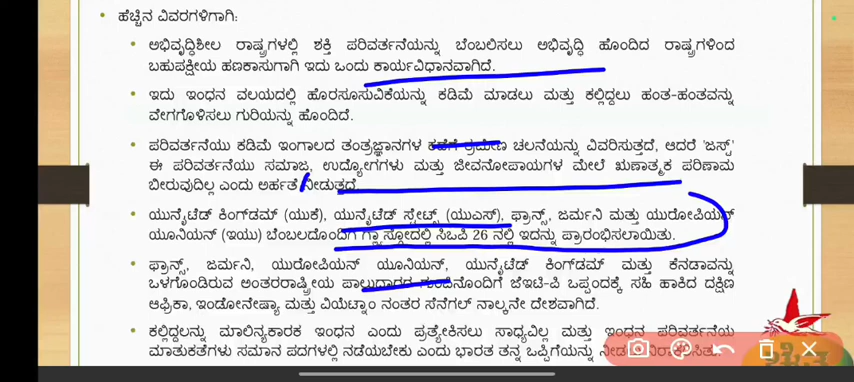 ಹೆಚ್ಚಿನ ವಿವರಗಳಿಗಾಗಿ:
ಅಭಿವೃದ್ಧಿಶೀಲ ರಾಷ್ಟ್ರಗಳಲ್ಲಿ ಶಕ್ತಿ ಪರಿವರ್ತನೆಯನ್ನು ಬೆಂಬಲಿಸಲು ಅಭಿವೃದ್ಧಿ ಹೊಂದಿದ ರಾಷ್ಟ್ರಗಳಿಂದ
ಬಹುಪಕ್ಷೀಯ ಹಣಕಾಸುಗಾಗಿ ಇದು ಒಂದು ಕಾರ್ಯವಿಧಾನವಾಗಿದೆ.
ಇದು ಇಂಧನ ವಲಯದಲ್ಲಿ ಹೊರಸೂಸುವಿಕೆಯನ್ನು ಕಡಿಮೆ ಮಾಡಲು ಮತ್ತು ಕಲ್ಲಿದ್ದಲು ಹಂತ-ಹಂತವನ್ನು
ವೇಗಗೊಳಿಸಲು ಗುರಿಯನ್ನು ಹೊಂದಿದೆ.
ಪರಿವರ್ತನೆಯು ಕಡಿಮೆ ಇಂಗಾಲದ ತಂತ್ರಜ್ಞಾನಗಳ ಚಲನೆಯನ್ನು ವಿವರಿಸುತ್ತದೆ, ಆದರೆ 'ಜಸ್ಟ್'
ಈ ಪರಿವರ್ತನೆಯು ಸಮಾಜ, ಉದ್ಯೋಗಗಳು ಮತ್ತು ಜೀವನೋಪಾಯಗಳ ಮೇಲೆ ಋಣಾತ್ಮಕ ಪರಿಣಾಮ
ಬೀರುವುದಿಲ್ಲ ಎಂದು ಅರ್ಹತೆ ನೀಡುತ್ತದೆ.
ಯುನೈಟೆಡ್ ಕಿಂಗ್‌ಡಮ್ (ಯುಕೆ), ಯುನೈಟೆಡ್ ಸ್ಟೇಟ್ಸ್ (ಯುಎಸ್), ಫ್ರಾನ್ಸ್, ಜರ್ಮನಿ ಮತ್ತು ಯುರೋಪಿಯನ್
ಯೂನಿಯನ್ (ಇಯು) ಬೆಂಬಲದೊಂದಿಗೆ ಗ್ಲಾಸ್ಗೋದಲ್ಲಿ ಸಿಒಪಿ 26 ನಲ್ಲಿ ಇದನ್ನು ಪ್ರಾರಂಭಿಸಲಾಯಿತು.
ಫ್ರಾನ್ಸ್, ಜರ್ಮನಿ, ಯುರೋಪಿಯನ್ ಯೂನಿಯನ್, ಯುನೈಟೆಡ್ ಕಿಂಗ್‌ಡಮ್ ಮತ್ತು ಕೆನಡಾವನ್ನು
ಒಳಗೊಂಡಿರುವ ಅಂತರರಾಷ್ಟ್ರೀಯ ಪಾಲುದಾರರ ಗುಂಪಿನೊಂದಿಗೆ ಜೆಇಟಿ-ಪಿ ಒಪ್ಪಂದಕ್ಕೆ ಸಹಿ ಹಾಕಿದ ದಕ್ಷಿಣ
ಆಫ್ರಿಕಾ, ಇಂಡೋನೇಷ್ಯಾ ಮತ್ತು ವಿಯೆಟ್ನಾಂ ನಂತರ ಸೆನೆಗಲ್ ನಾಲ್ಕನೇ ದೇಶವಾಗಿದೆ.
ಕಲ್ಲಿದ್ದಲನ್ನು ಮಾಲಿನ್ಯಕಾರಕ ಇಂಧನ ಎಂದು ಪ್ರತ್ಯೇಕಿಸಲು ಸಾಧ್ಯವಿಲ್ಲ ಮತ್ತು ಇಂಧನ ಪರಿವರ್ತನೆಯ
ಮಾತುಕತೆಗಳು ಸಮಾನ ಪದಗಳಲ್ಲಿ ನಡೆಯಬೇಕು ಎಂದು ಭಾರತ ತನ್ನ ಒಪ್ಪಿಗೆಯನ್ನು ನೀಡಲು ನಿರಾಕರಿಸಿತು.